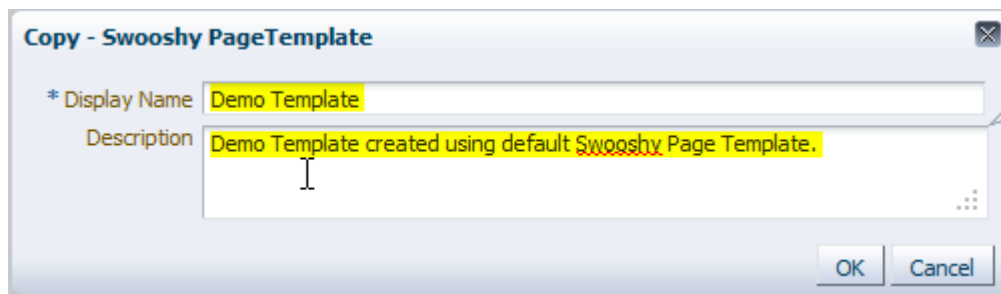 Copy - Swooshy PageTemplate
* Display Name Demo Template
Description Demo Template created using default Swooshy Page Template.
OK Cancel